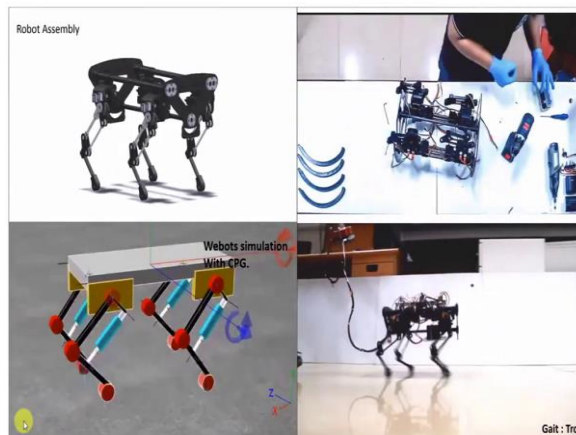 Robot Assembly
Webots simulation
With CPG.
Z
X
Gait : Tro